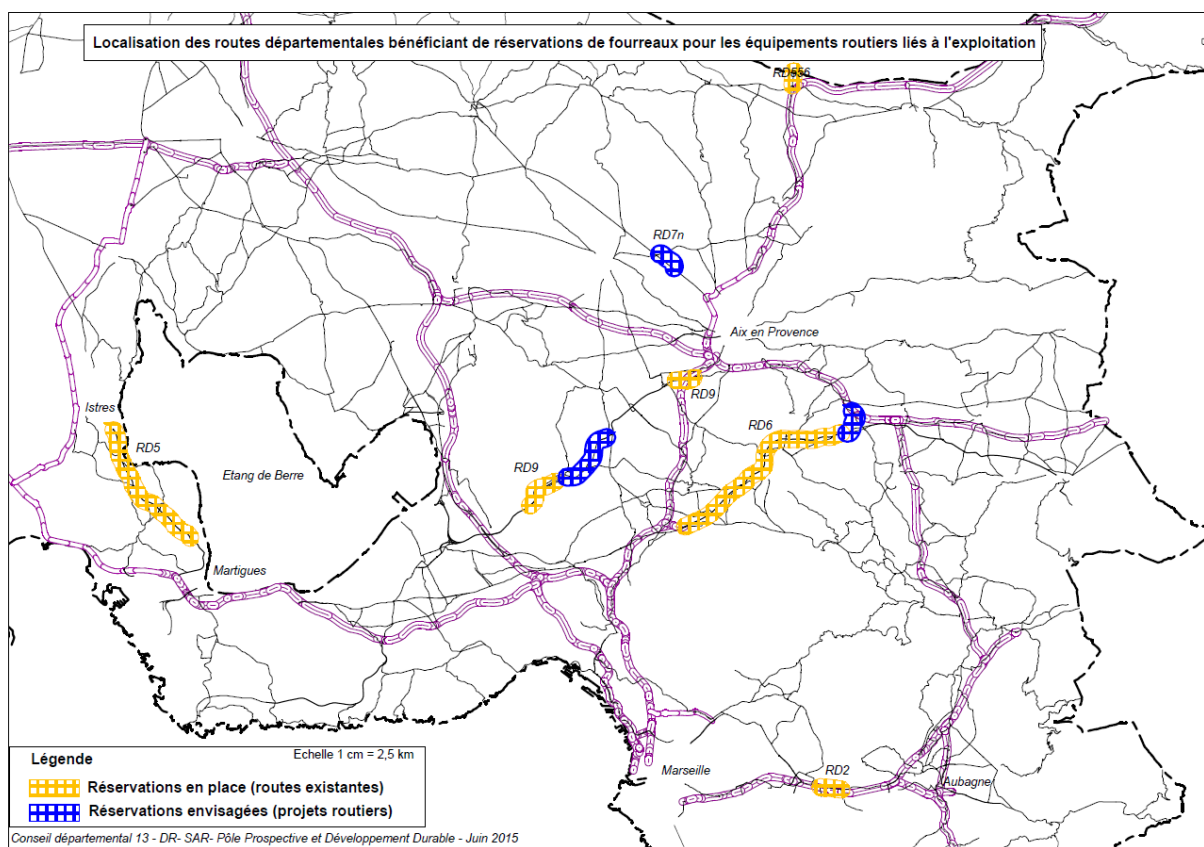 Localisation des routes départementales bénéficiant de réservations de fourreaux pour les équipements routiers liés à l'exploitation
RD556
RD7n
Aix en Provence
RD9
Istres
RD6
RD5
RD9
Etang de Berre
Martigues
Marseille
RD2
Aubagne
Légende
Echelle 1 cm = 2,5 km
Réservations en place (routes existantes)
Réservations envisagées (projets routiers)
Conseil départemental 13 - DR- SAR- Pôle Prospective et Développement Durable - Juin 2015